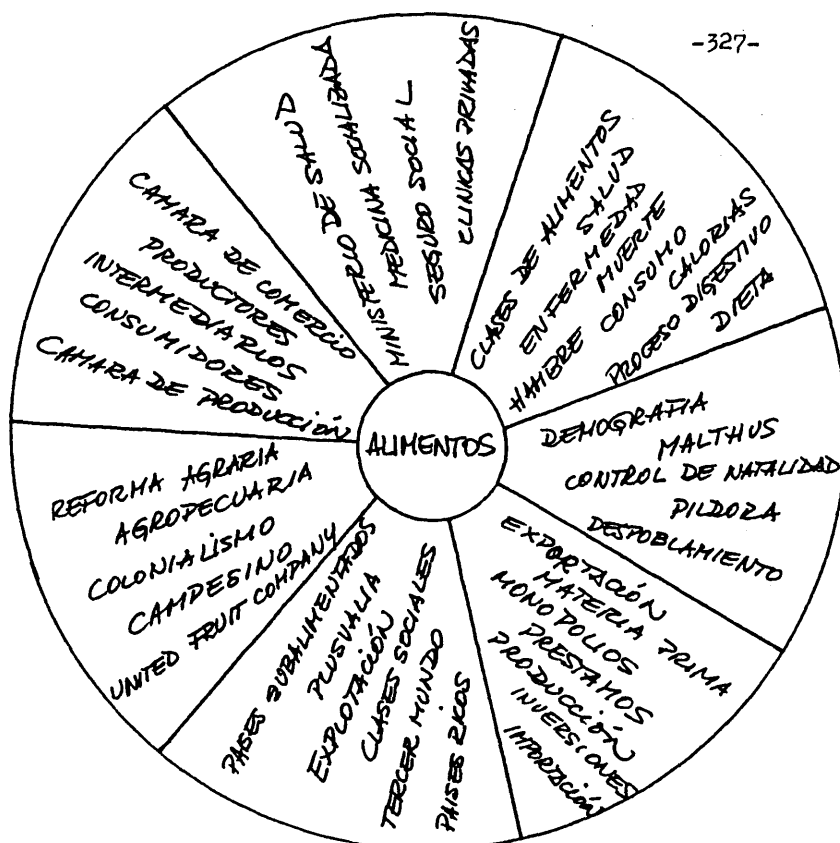 -327-
MINISTERIO DE SALUD
MEDICINA SOCIALIZADA
SEGURO SOCIAL
CLINICAS PRIVADAS
CLASES DE ALIMENTOS
SALUD
ENFERMEDAD
MUERTE
HAMBRE CONSUMO
CALORIAS
PROCESO DIGESTIVO
DIETA
DEMOGRAFIA
MALTHUS
CONTROL DE NATALIDAD
PILDORA
DESPOBLAMIENTO
EXPORTACIÓN
MATERIA PRIMA
MONOPOLIOS
PRESTAMOS
PRODUCCIÓN
INVERSIONES
IMPORTACIÓN
PAISES SUBALIMENTADOS
PLUSVALIA
EXPLOTACIÓN
CLASES SOCIALES
TERCER MUNDO
PAISES RICOS
REFORMA AGRARIA
AGROPECUARIA
COLONIALISMO
CAMPESINO
UNITED FRUIT COMPANY
CAMARA DE COMERCIO
PRODUCTORES
INTERMEDIARIOS
CONSUMIDORES
CAMARA DE PRODUCCIÓN
ALIMENTOS